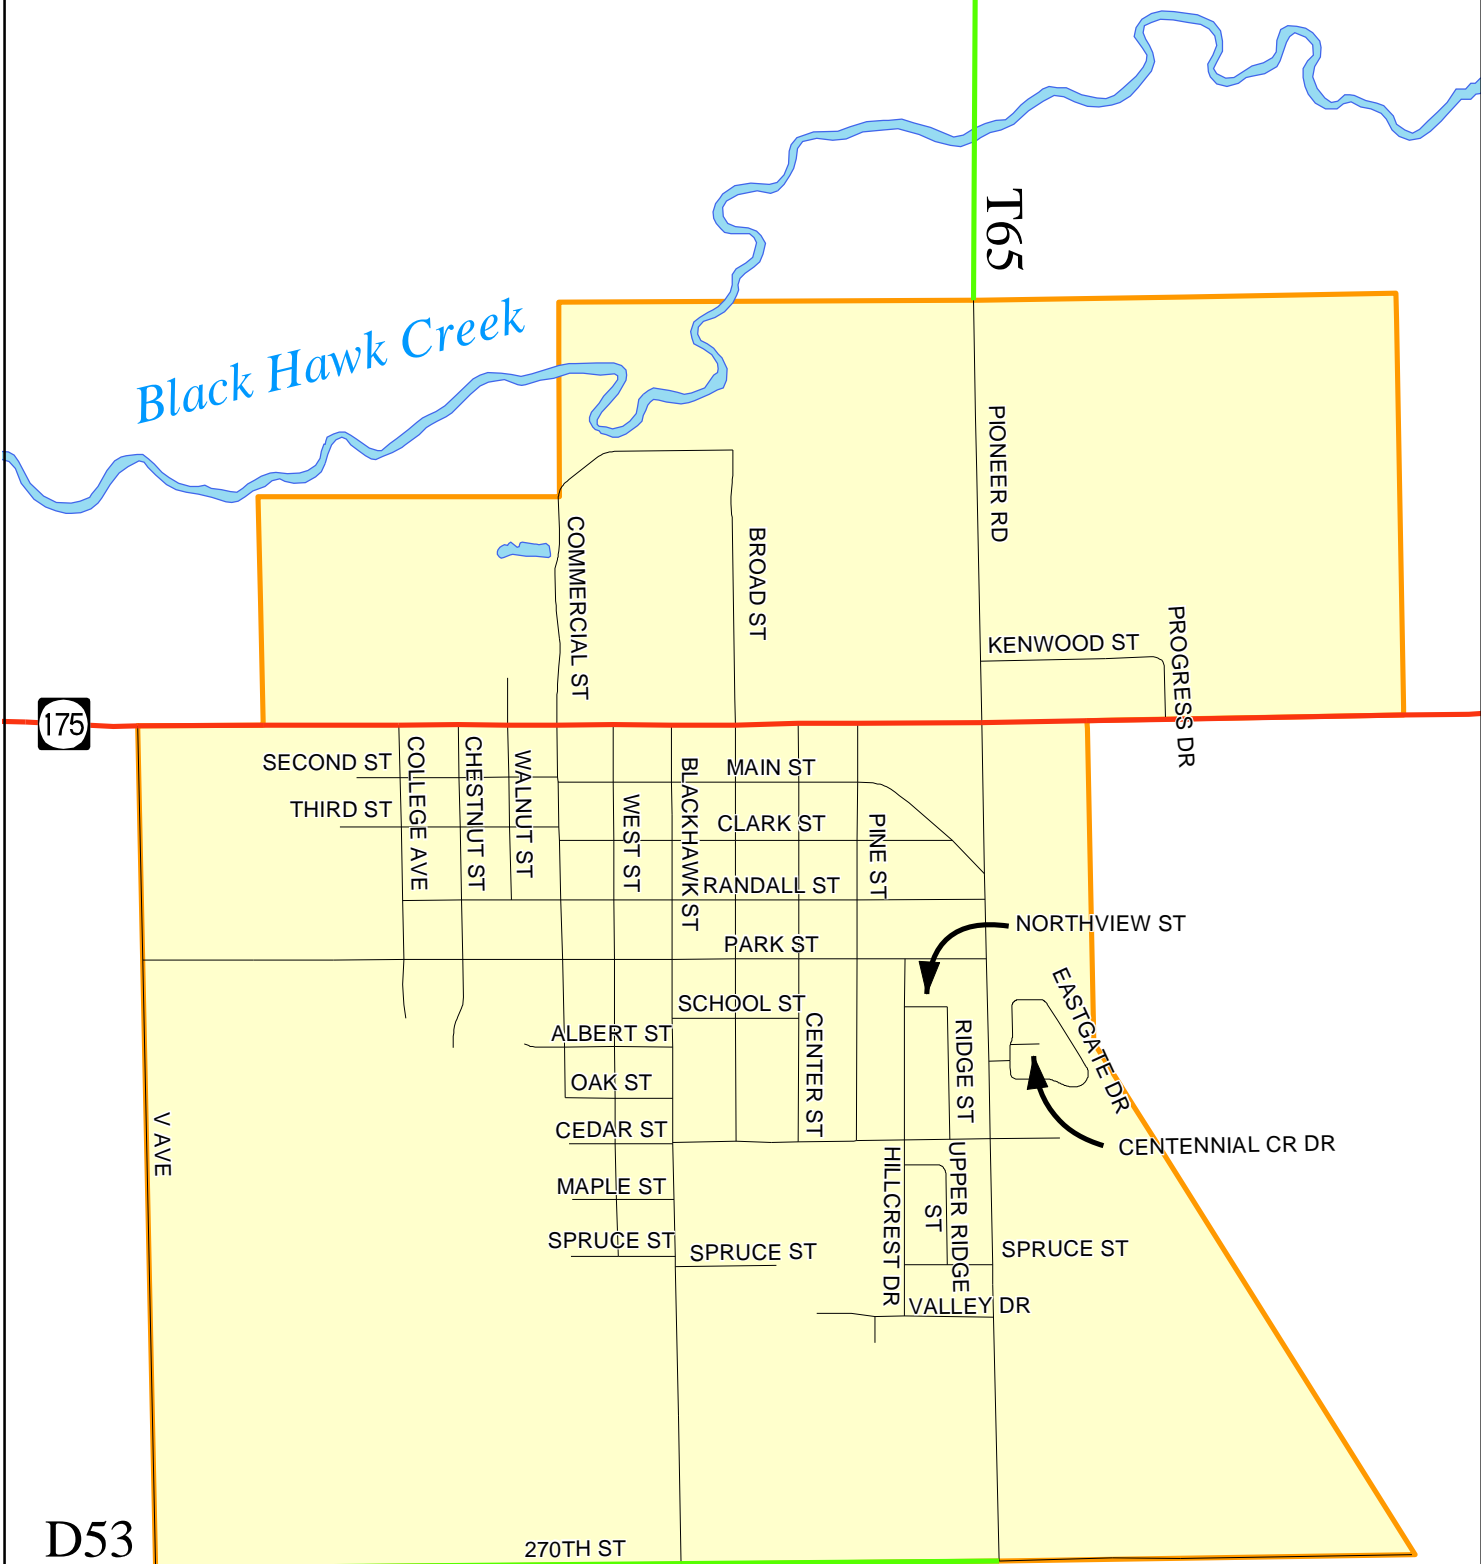 T65
Black Hawk Creek
PIONEER RD
COMMERCIAL ST
BROAD ST
KENWOOD ST
PROGRESS DR
175
SECOND ST
COLLEGE AVE
CHESTNUT ST
WALNUT ST
MAIN ST
BLACKHAWK ST
THIRD ST
WEST ST
CLARK ST
PINE ST
RANDALL ST
NORTHVIEW ST
PARK ST
EASTGATE DR
SCHOOL ST
ALBERT ST
CENTER ST
RIDGE ST
OAK ST
V AVE
CEDAR ST
CENTENNIAL CR DR
HILLCREST DR
UPPER RIDGE
ST
MAPLE ST
SPRUCE ST
SPRUCE ST
SPRUCE ST
VALLEY DR
D53
270TH ST